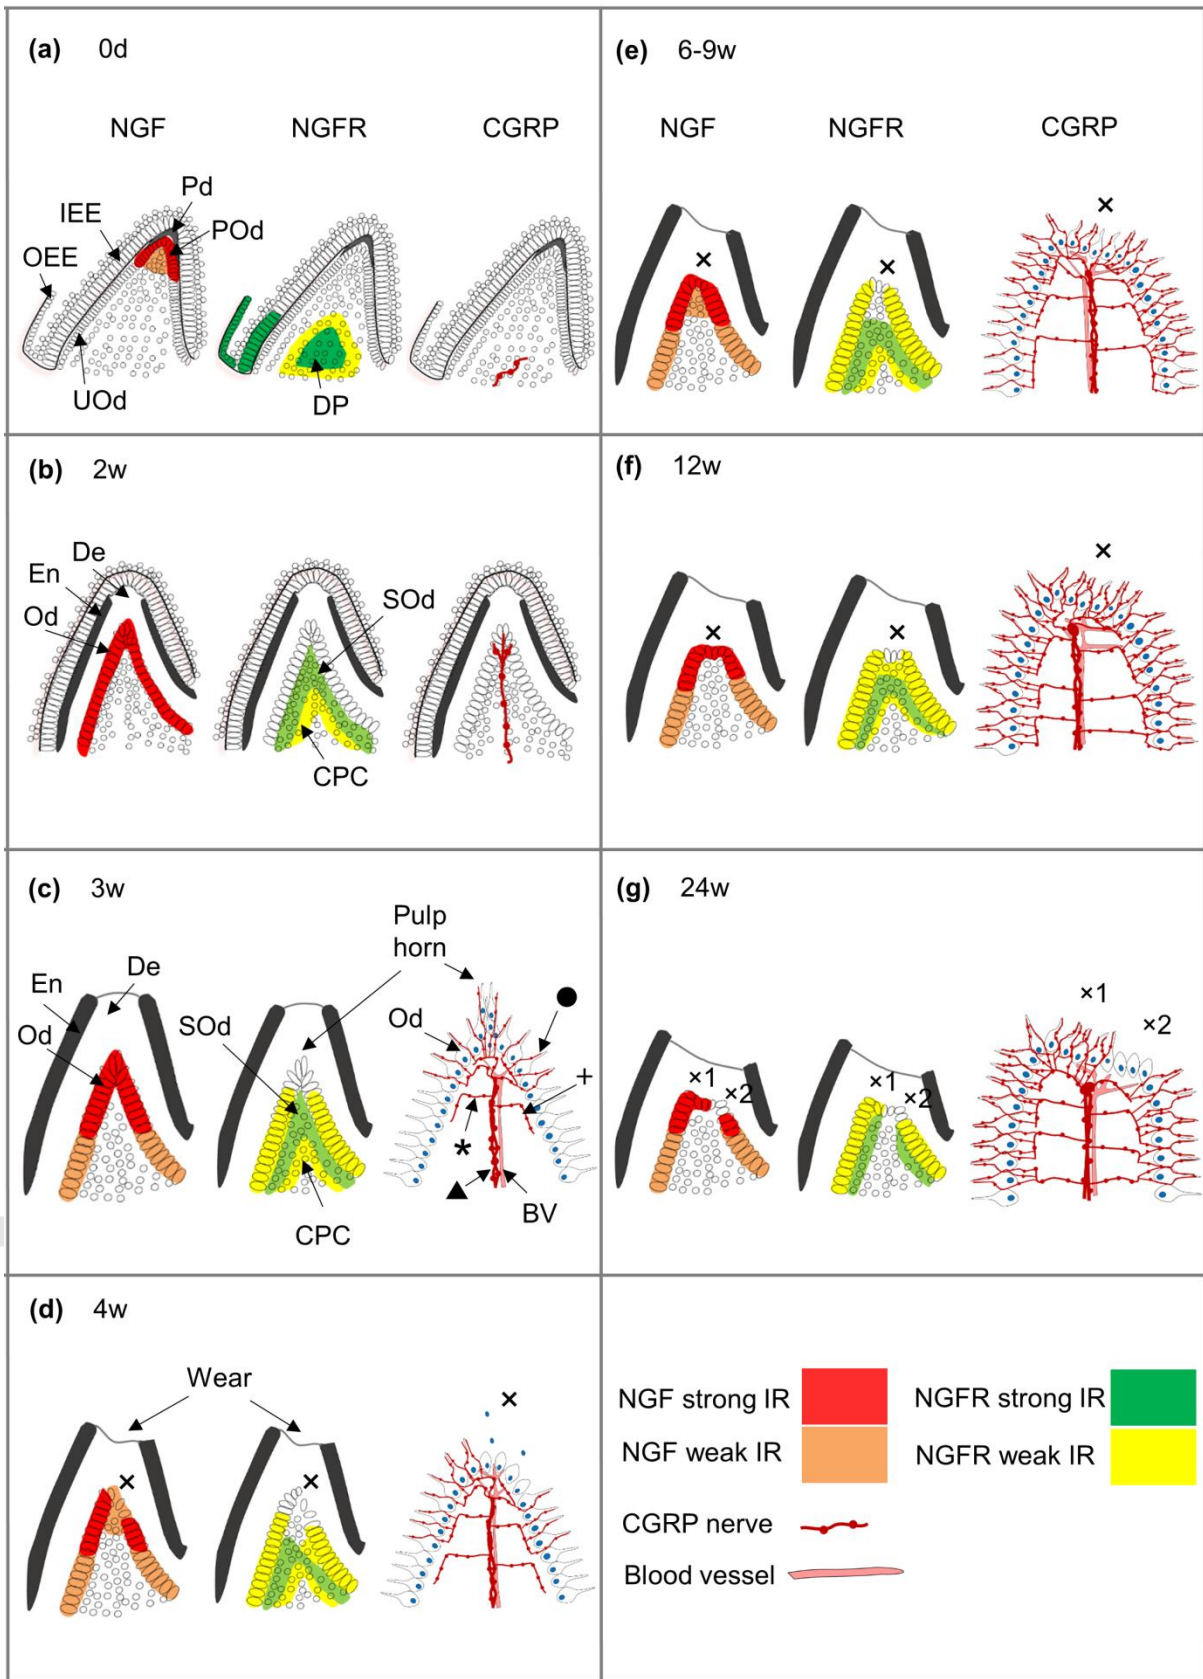 (a) 0d
NGF NGFR CGRP
Pd
IEE
POd
OEE
UOd
DP
(b) 2w
De
En
Od
SOd
CPC
(c) 3w
Pulp
horn
De
En
Od
SOd
Od
+
*
BV
CPC
(d) 4w
Wear
×
×
×
(e) 6-9w
NGF NGFR CGRP
×
×
×
(f) 12w
×
×
×
(g) 24w
×1
×2
×1
×2
×1
×2
NGF strong IR
NGFR strong IR
NGF weak IR
NGFR weak IR
CGRP nerve
Blood vessel